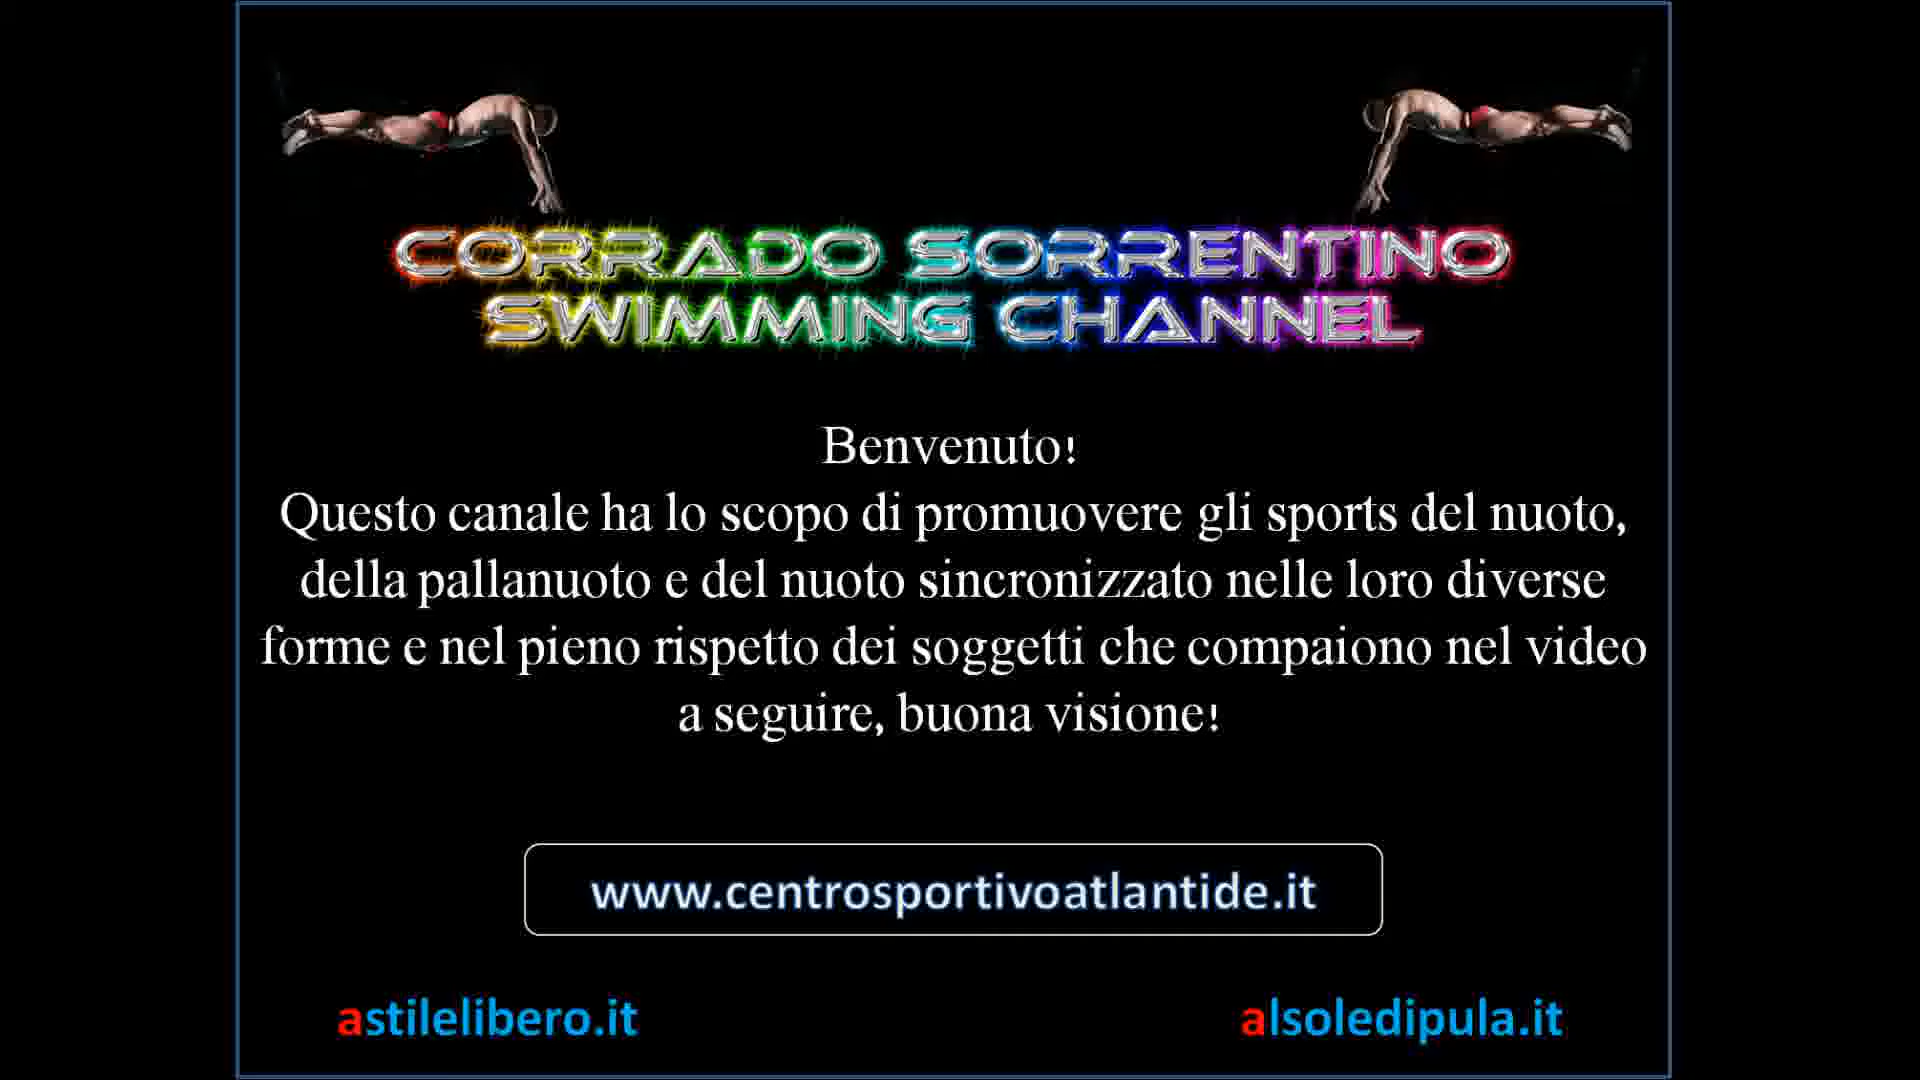 CORRADO SORRENTINO
SWIMMING CHANNEL
Benvenuto!
Questo canale ha lo scopo di promuovere gli sports del nuoto,
della pallanuoto e del nuoto sincronizzato nelle loro diverse
forme e nel pieno rispetto dei soggetti che compaiono nel video
a seguire, buona visione!
www.centrosportivoatlantide.it
astilelibero.it
alsoledipula.it